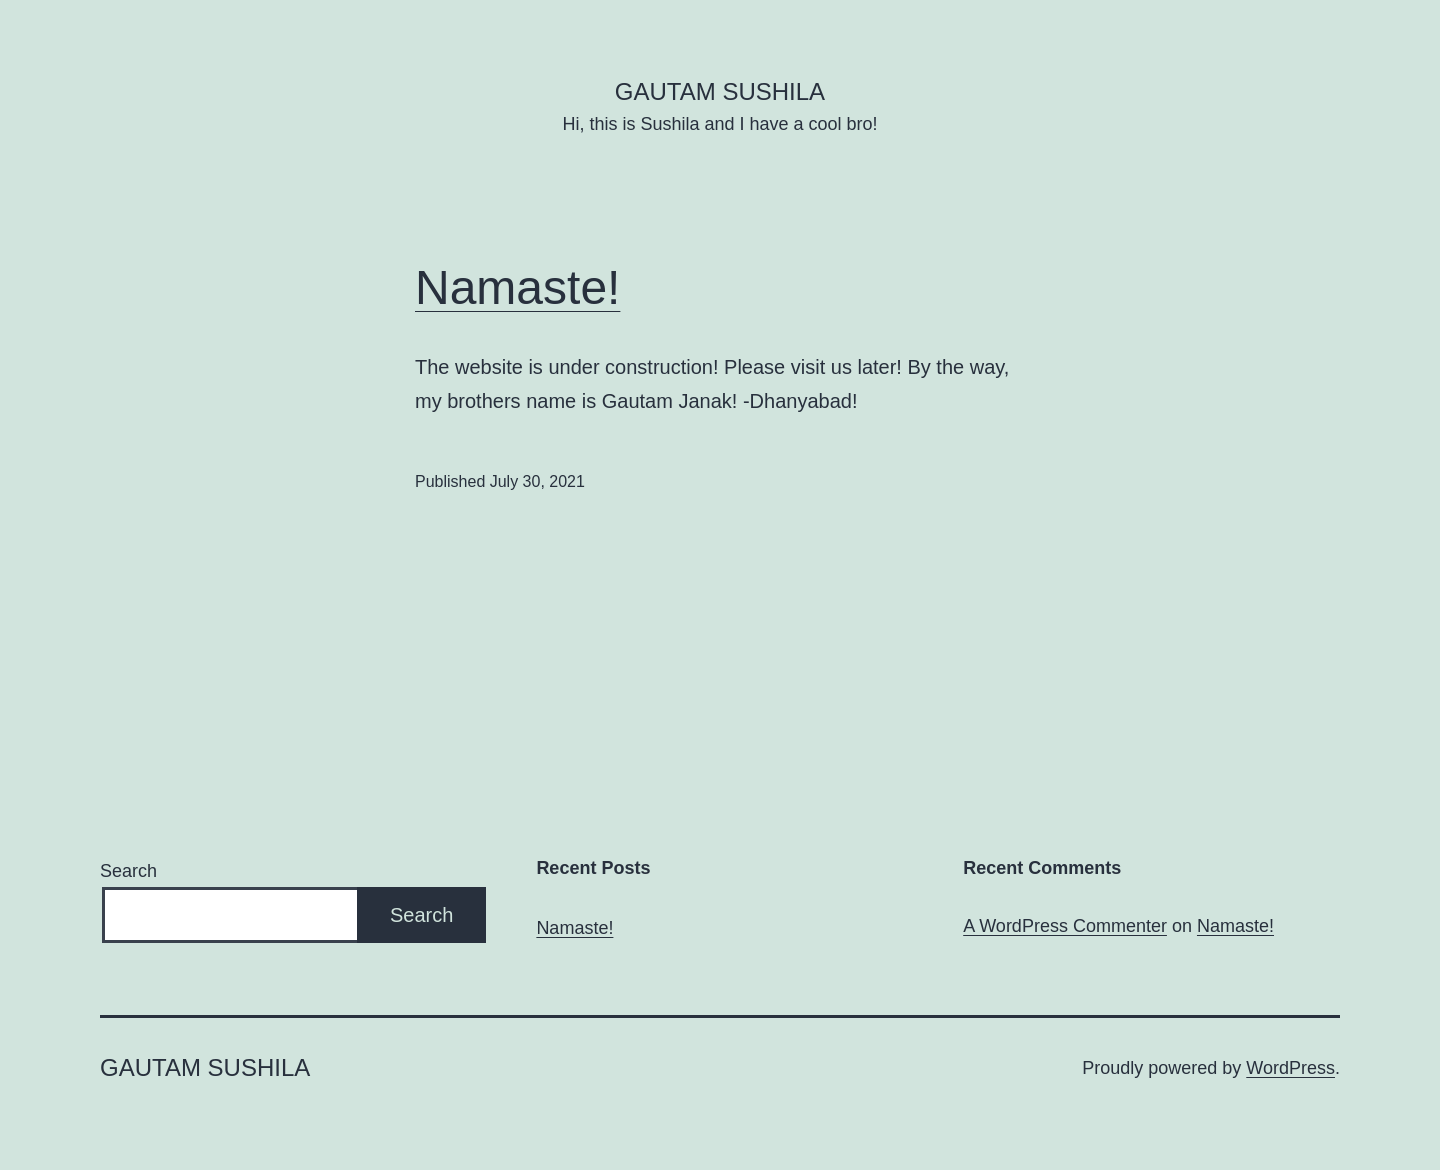 GAUTAM SUSHILA
Hi, this is Sushila and I have a cool bro!
Namaste!
The website is under construction! Please visit us later! By the way,
my brothers name is Gautam Janak! -Dhanyabad!
Published July 30, 2021
Search
Search
Recent Posts
Namaste!
Recent Comments
A WordPress Commenter on Namaste!
GAUTAM SUSHILA
Proudly powered by WordPress.